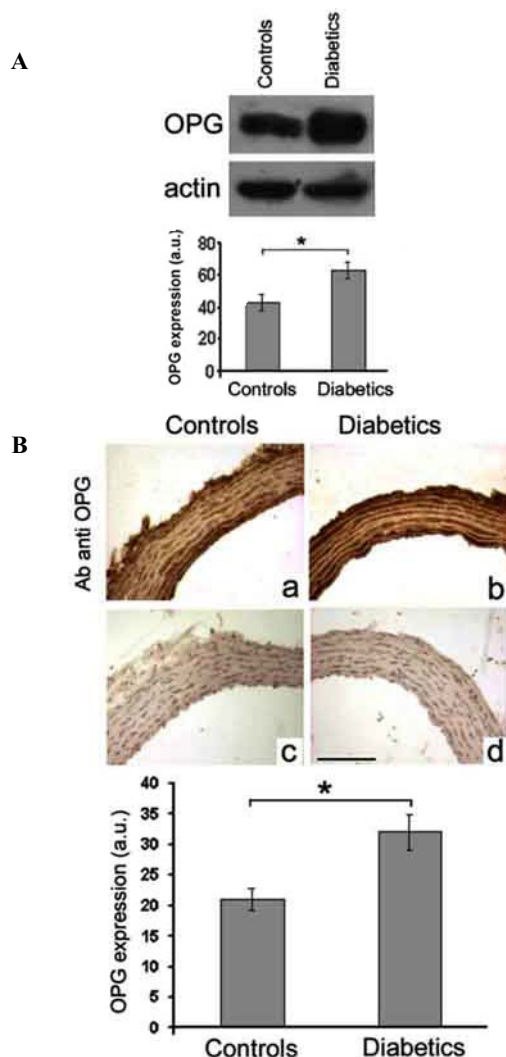 A
Controls
Diabetics
OPG
actin
OPG expression (a.u.)
80
60
40
20
0
*
Controls Diabetics
B
Controls Diabetics
Ab anti OPG
a b
c d
OPG expression (a.u.)
40
35
30
25
20
15
10
5
0
*
Controls Diabetics